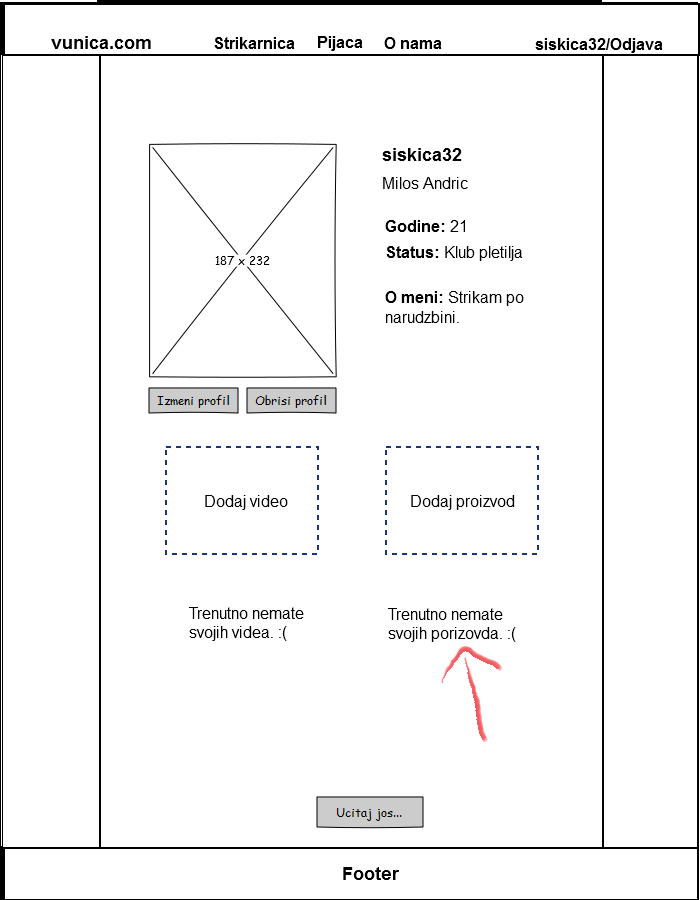 vunica.com Strikarnica Pijaca O nama siskica32/Odjava
siskica32
Milos Andric
Godine: 21
Status: Klub pletilja
O meni: Strikam po
narudzbini.
187 x 232
Izmeni profil Obrisi profil
Dodaj video Dodaj proizvod
Trenutno nemate
svojih videa. :(
Trenutno nemate
svojih porizovda. :(
Ucitaj jos...
Footer